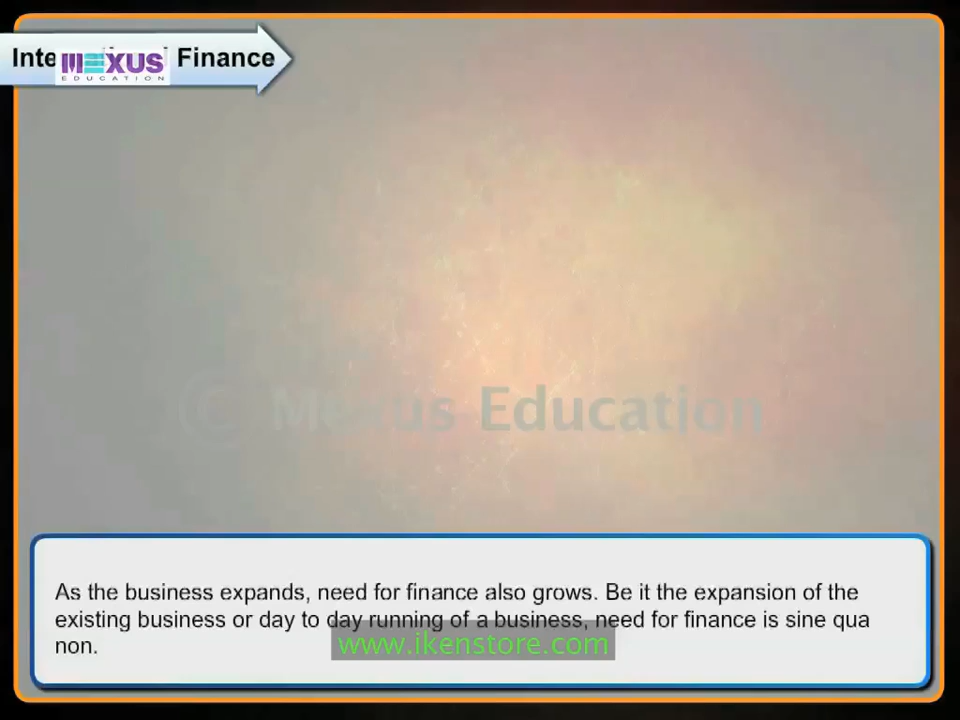 Inte Finance
MEXUS
EDUCATION
© Mexus Education
As the business expands, need for finance also grows. Be it the expansion of the
existing business or day to day running of a business, need for finance is sine qua
non.
www.ikenstore.com